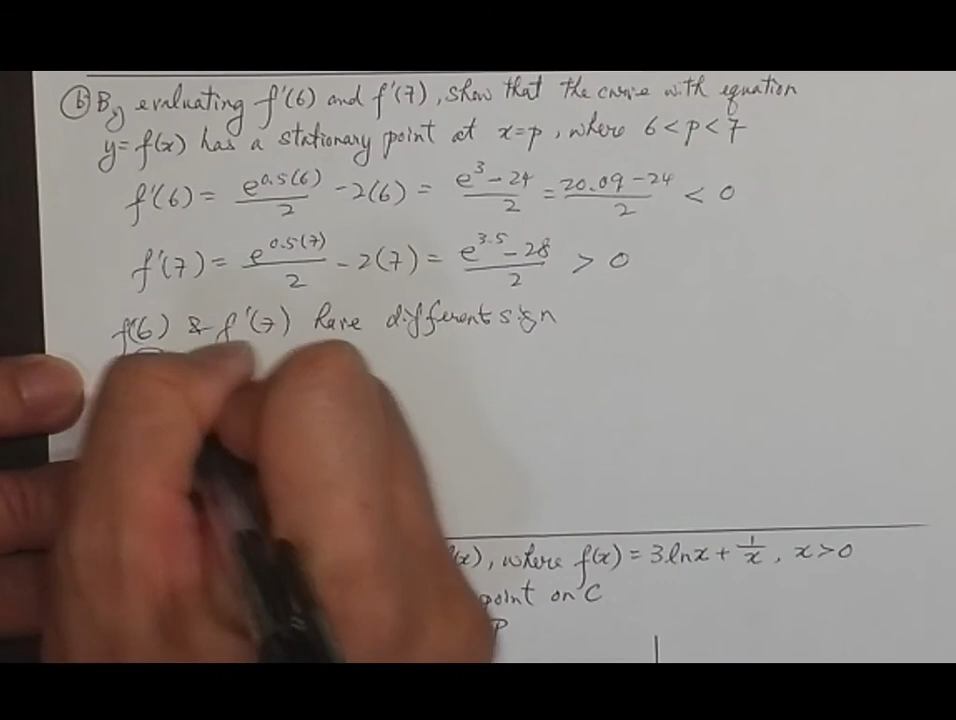 ⓑ By evaluating f'(6) and f'(7), show that the curve with equation
y=f(x) has a stationary point at x=p, where 6<p<7
f'(6) = e^0.5(6)/2 - 2(6) = e^3 - 24/2 = 20.09 - 24/2 < 0
f'(7) = e^0.5(7)/2 - 2(7) = e^3.5 - 28/2 > 0
f'(6) & f'(7) have different sign
(x), where f(x) = 3lnx + 1/x, x>0
point on C
P